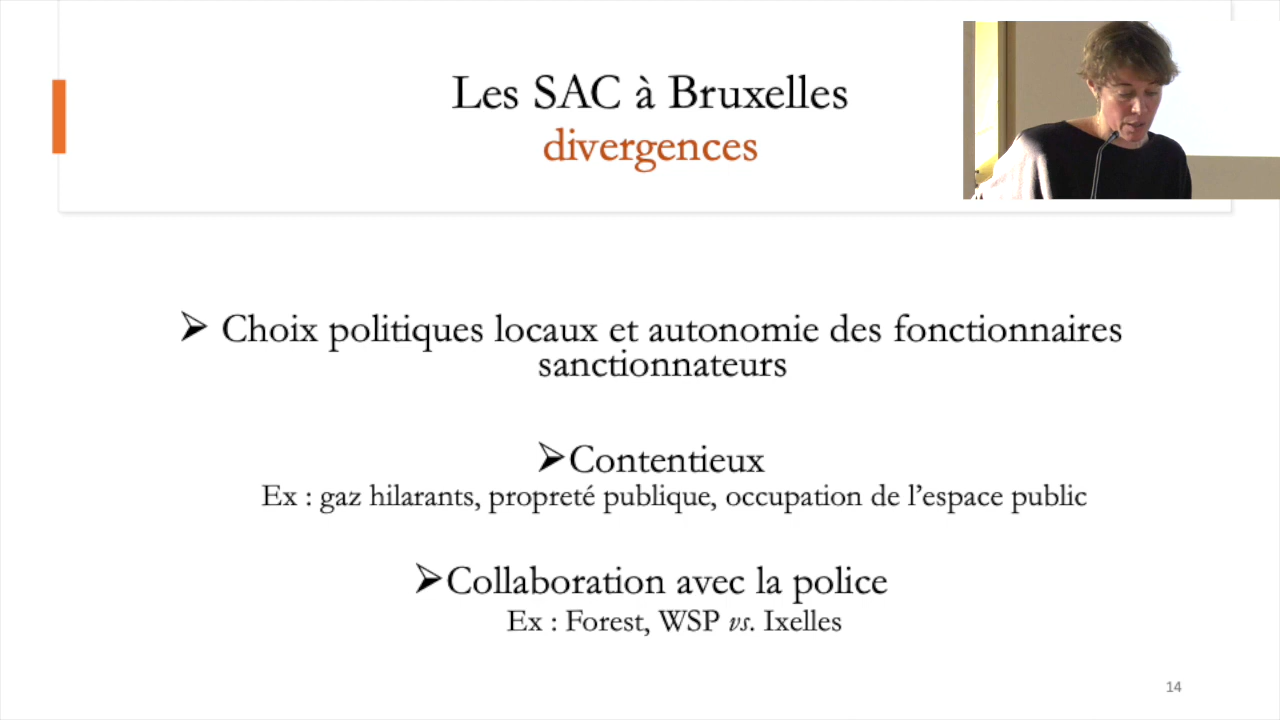 Les SAC à Bruxelles
divergences
➢ Choix politiques locaux et autonomie des fonctionnaires
sanctionnateurs
➢Contentieux
Ex : gaz hilarants, propreté publique, occupation de l’espace public
➢Collaboration avec la police
Ex : Forest, WSP vs. Ixelles
14